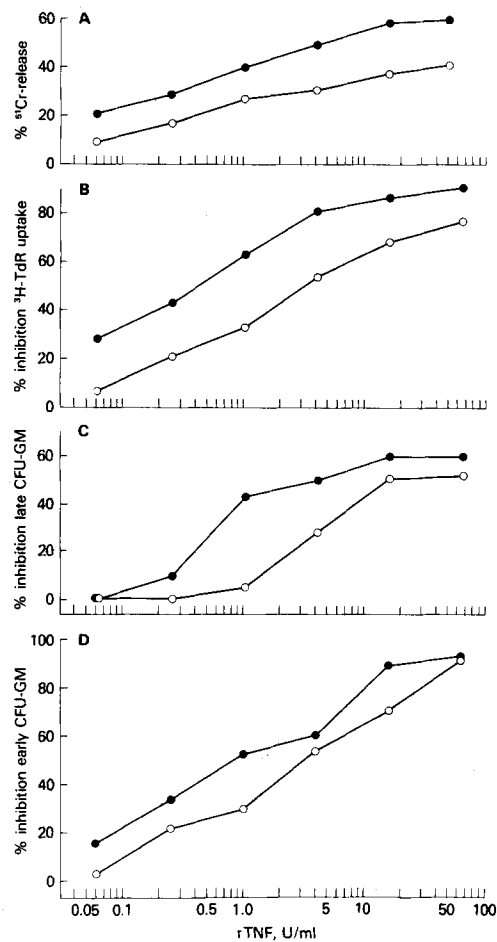 A
60
40
20
0
% ⁵¹Cr-release
B
80
60
40
20
0
% inhibition ³H-TdR uptake
C
60
40
20
0
% inhibition late CFU-GM
D
100
80
60
40
20
0
% inhibition early CFU-GM
0.05 0.1 0.5 1.0 5 10 50 100
rTNF, U/ml